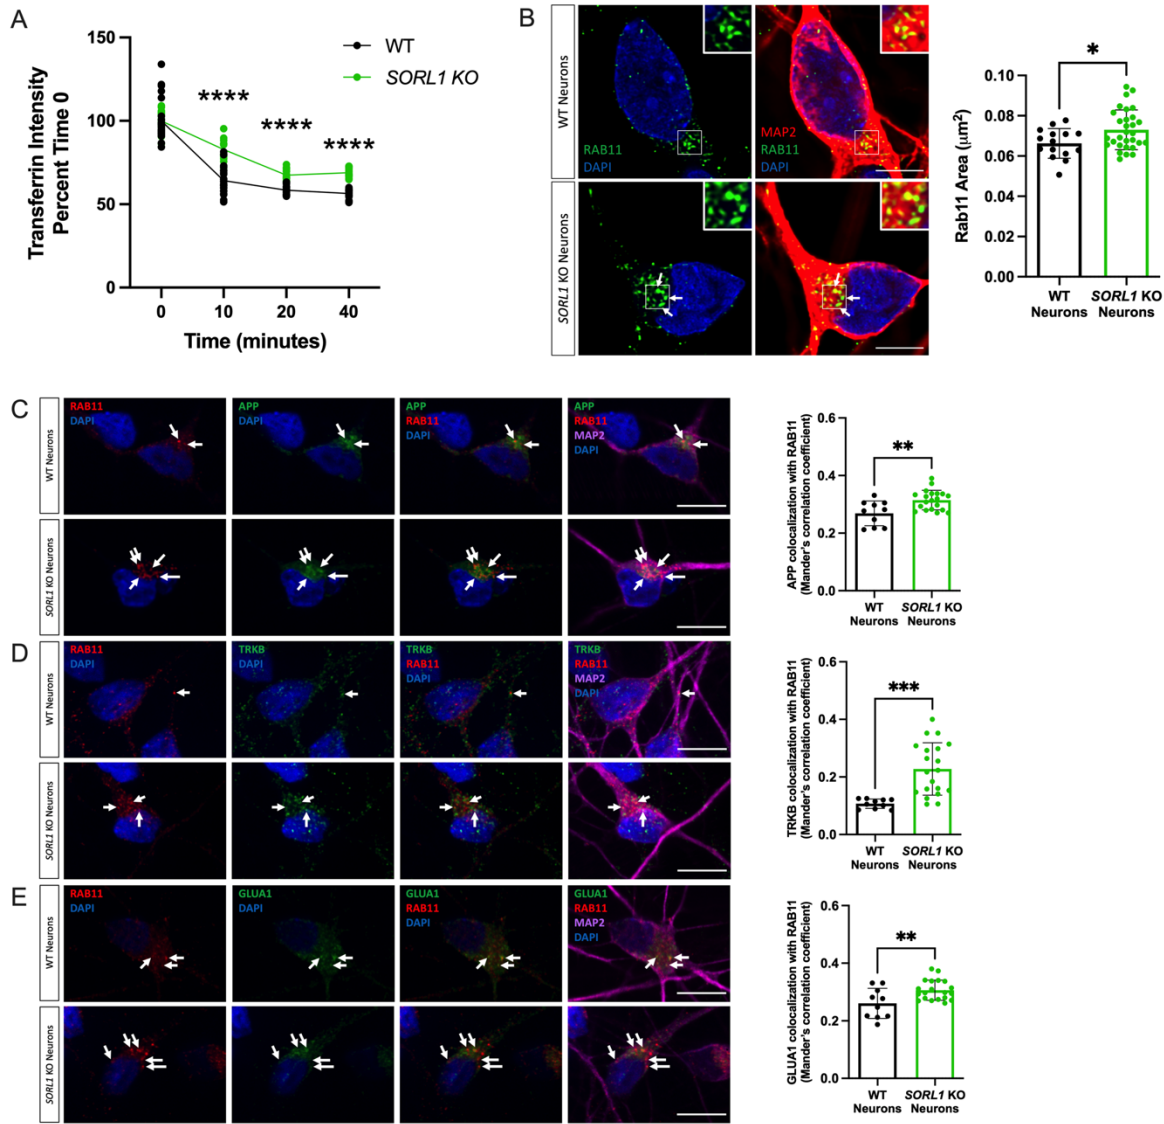 A
Transferrin Intensity
Percent Time 0
150
100
50
0
0
10
20
40
Time (minutes)
WT
SORL1 KO
****
****
****
B
WT Neurons
SORL1 KO Neurons
RAB11
DAPI
MAP2
RAB11
DAPI
Rab11 Area (μm²)
0.10
0.08
0.06
0.04
0.02
0.00
*
WT
Neurons
SORL1 KO
Neurons
C
WT Neurons
SORL1 KO Neurons
RAB11
DAPI
APP
DAPI
APP
RAB11
DAPI
APP
RAB11
MAP2
DAPI
APP colocalization with RAB11
(Mander's correlation coefficient)
0.6
0.4
0.2
0.0
**
WT
Neurons
SORL1 KO
Neurons
D
WT Neurons
SORL1 KO Neurons
RAB11
DAPI
TRKB
DAPI
TRKB
RAB11
DAPI
TRKB
RAB11
MAP2
DAPI
TRKB colocalization with RAB11
(Mander's correlation coefficient)
0.6
0.4
0.2
0.0
***
WT
Neurons
SORL1 KO
Neurons
E
WT Neurons
SORL1 KO Neurons
RAB11
DAPI
GLUA1
DAPI
GLUA1
RAB11
DAPI
GLUA1
RAB11
MAP2
DAPI
GLUA1 colocalization with RAB11
(Mander's correlation coefficient)
0.6
0.4
0.2
0.0
**
WT
Neurons
SORL1 KO
Neurons